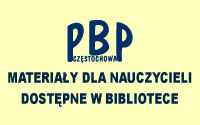 PBP
CZĘSTOCHOWA
MATERIAŁY DLA NAUCZYCIELI
DOSTĘPNE W BIBLIOTECE